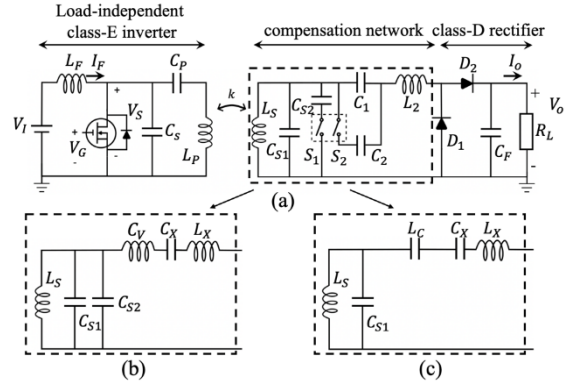 Load-independent
class-E inverter
compensation network
class-D rectifier
L_F I_F C_P
k
C_1 L_2 D_2 I_o
V_I V_G V_S C_s L_P
L_S C_S1 C_S2 S_1 S_2 C_2
D_1 C_F R_L V_o
+ - + - + -
(a)
C_V C_X L_X
L_S C_S1 C_S2
L_C C_X L_X
L_S C_S1
(b)
(c)